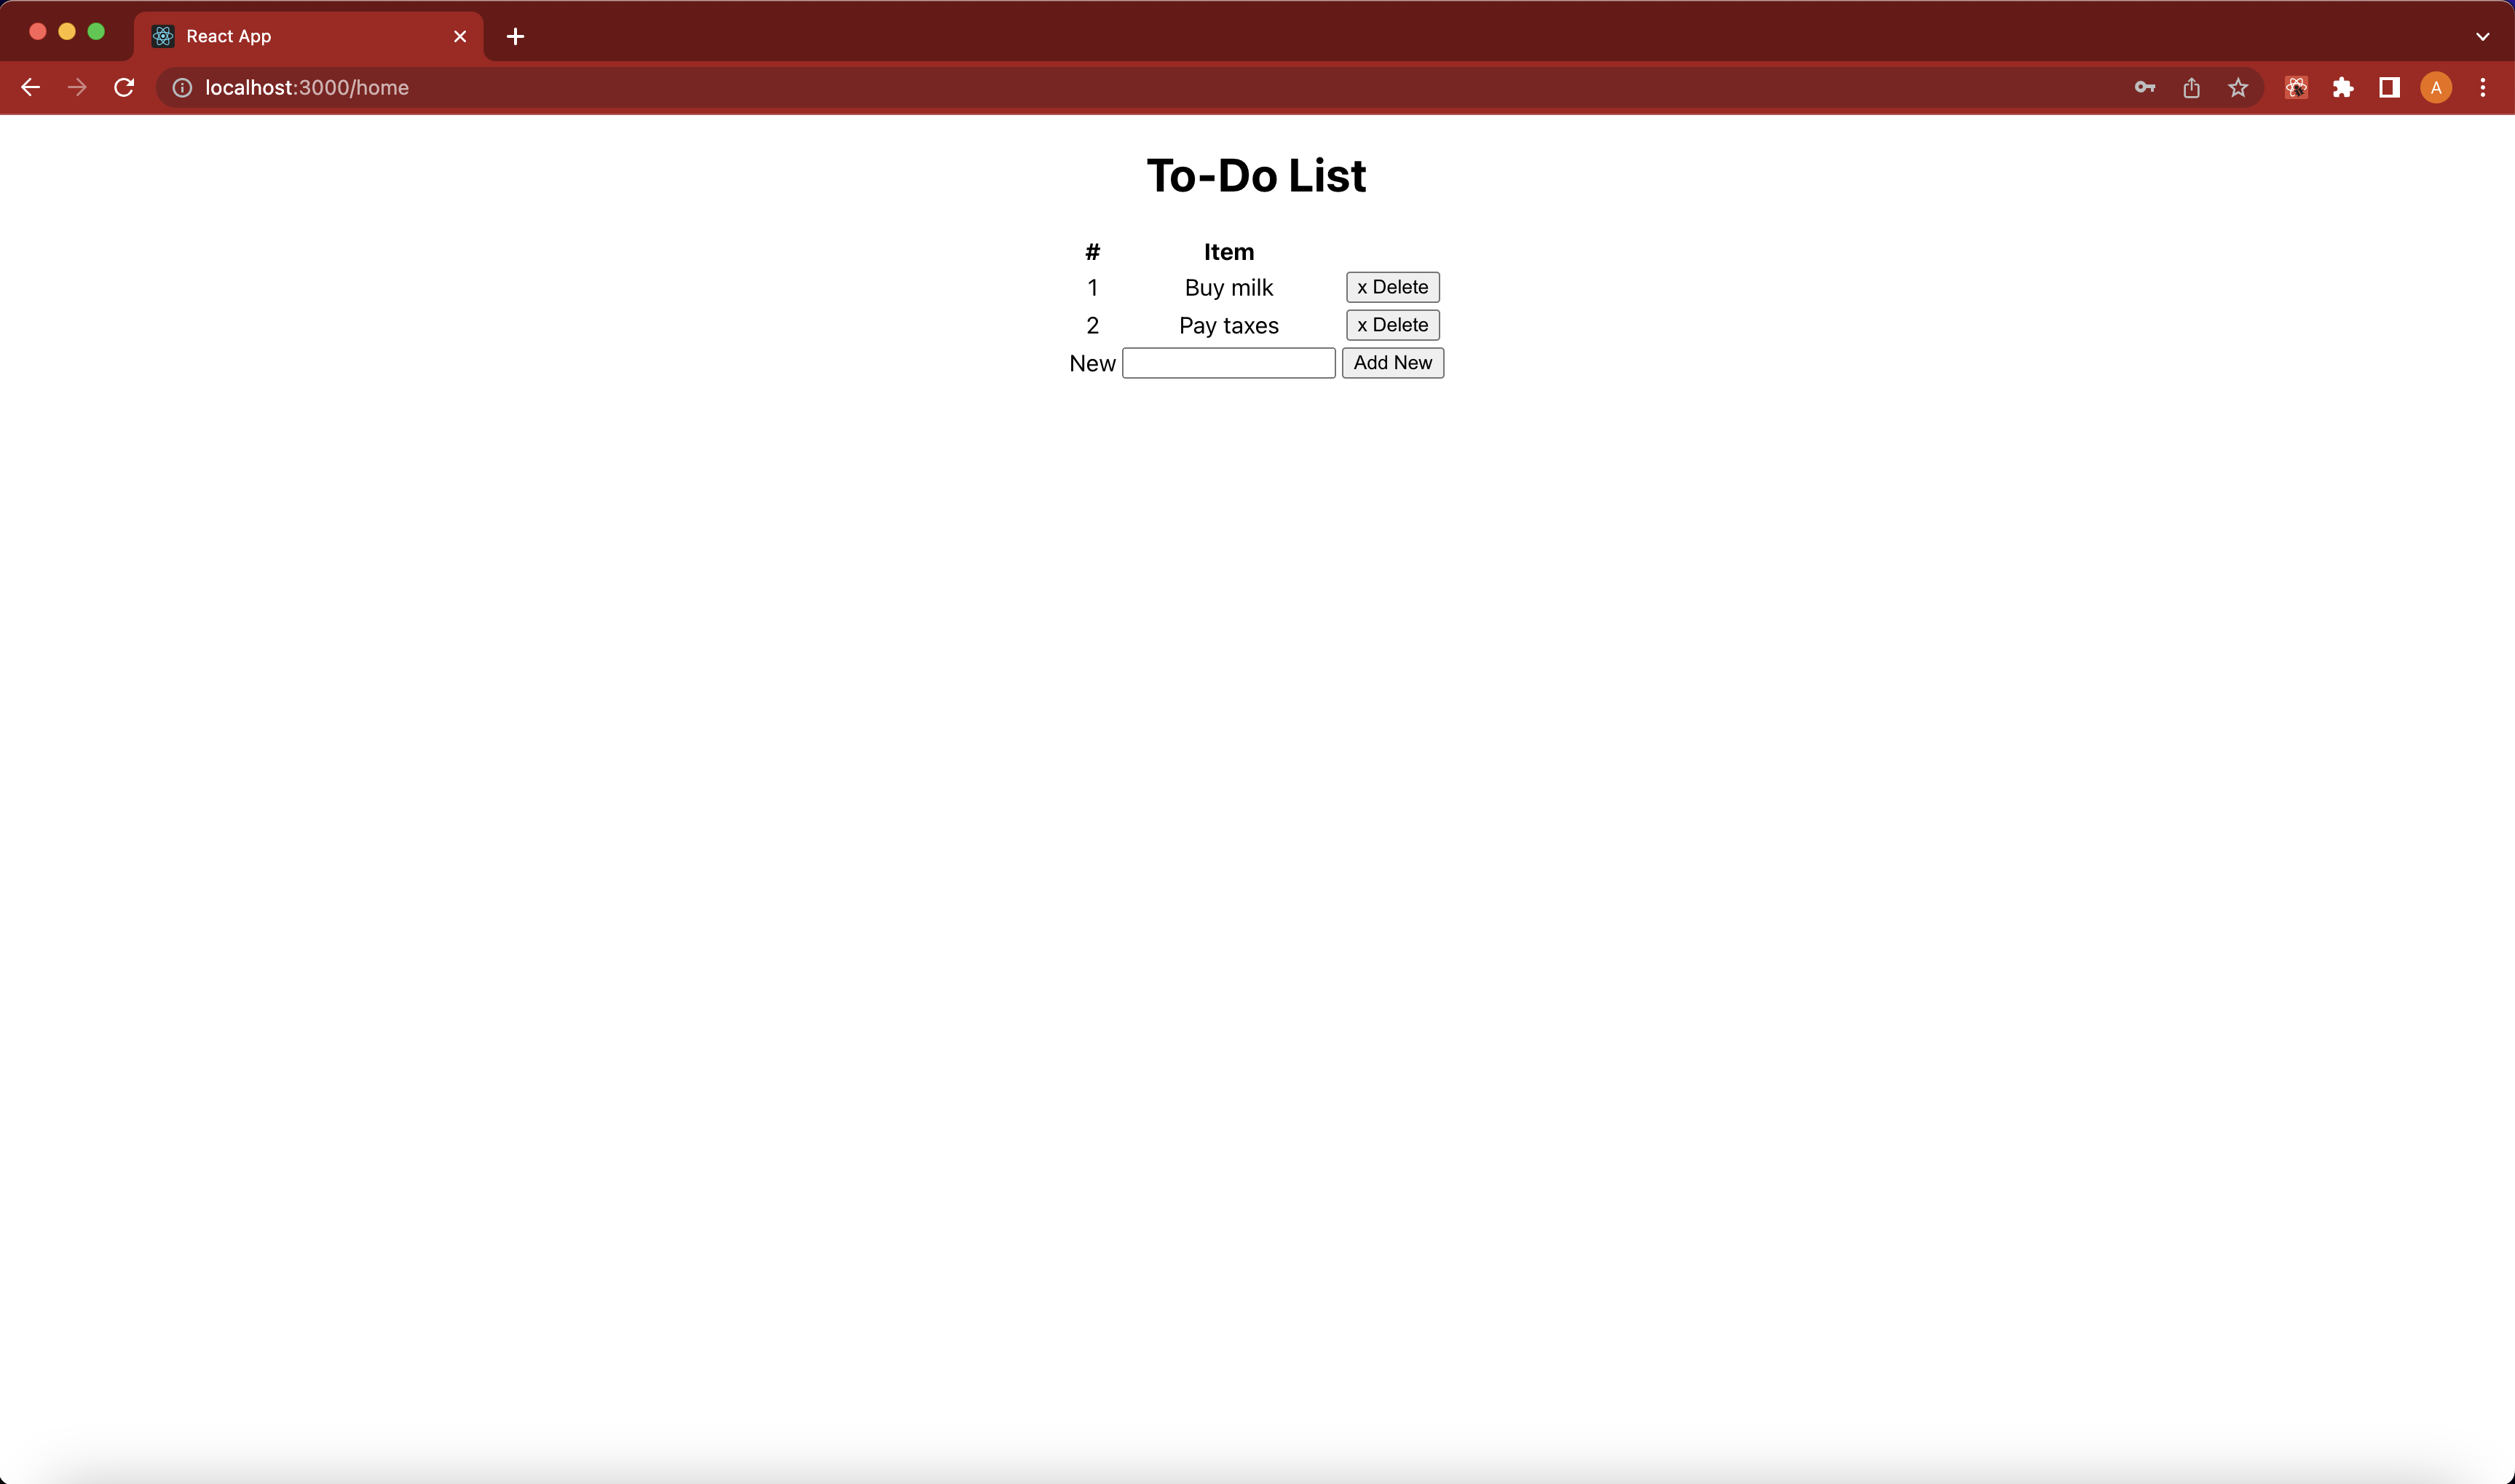 React App
localhost:3000/home
A
To-Do List
# Item
1 Buy milk x Delete
2 Pay taxes x Delete
New Add New